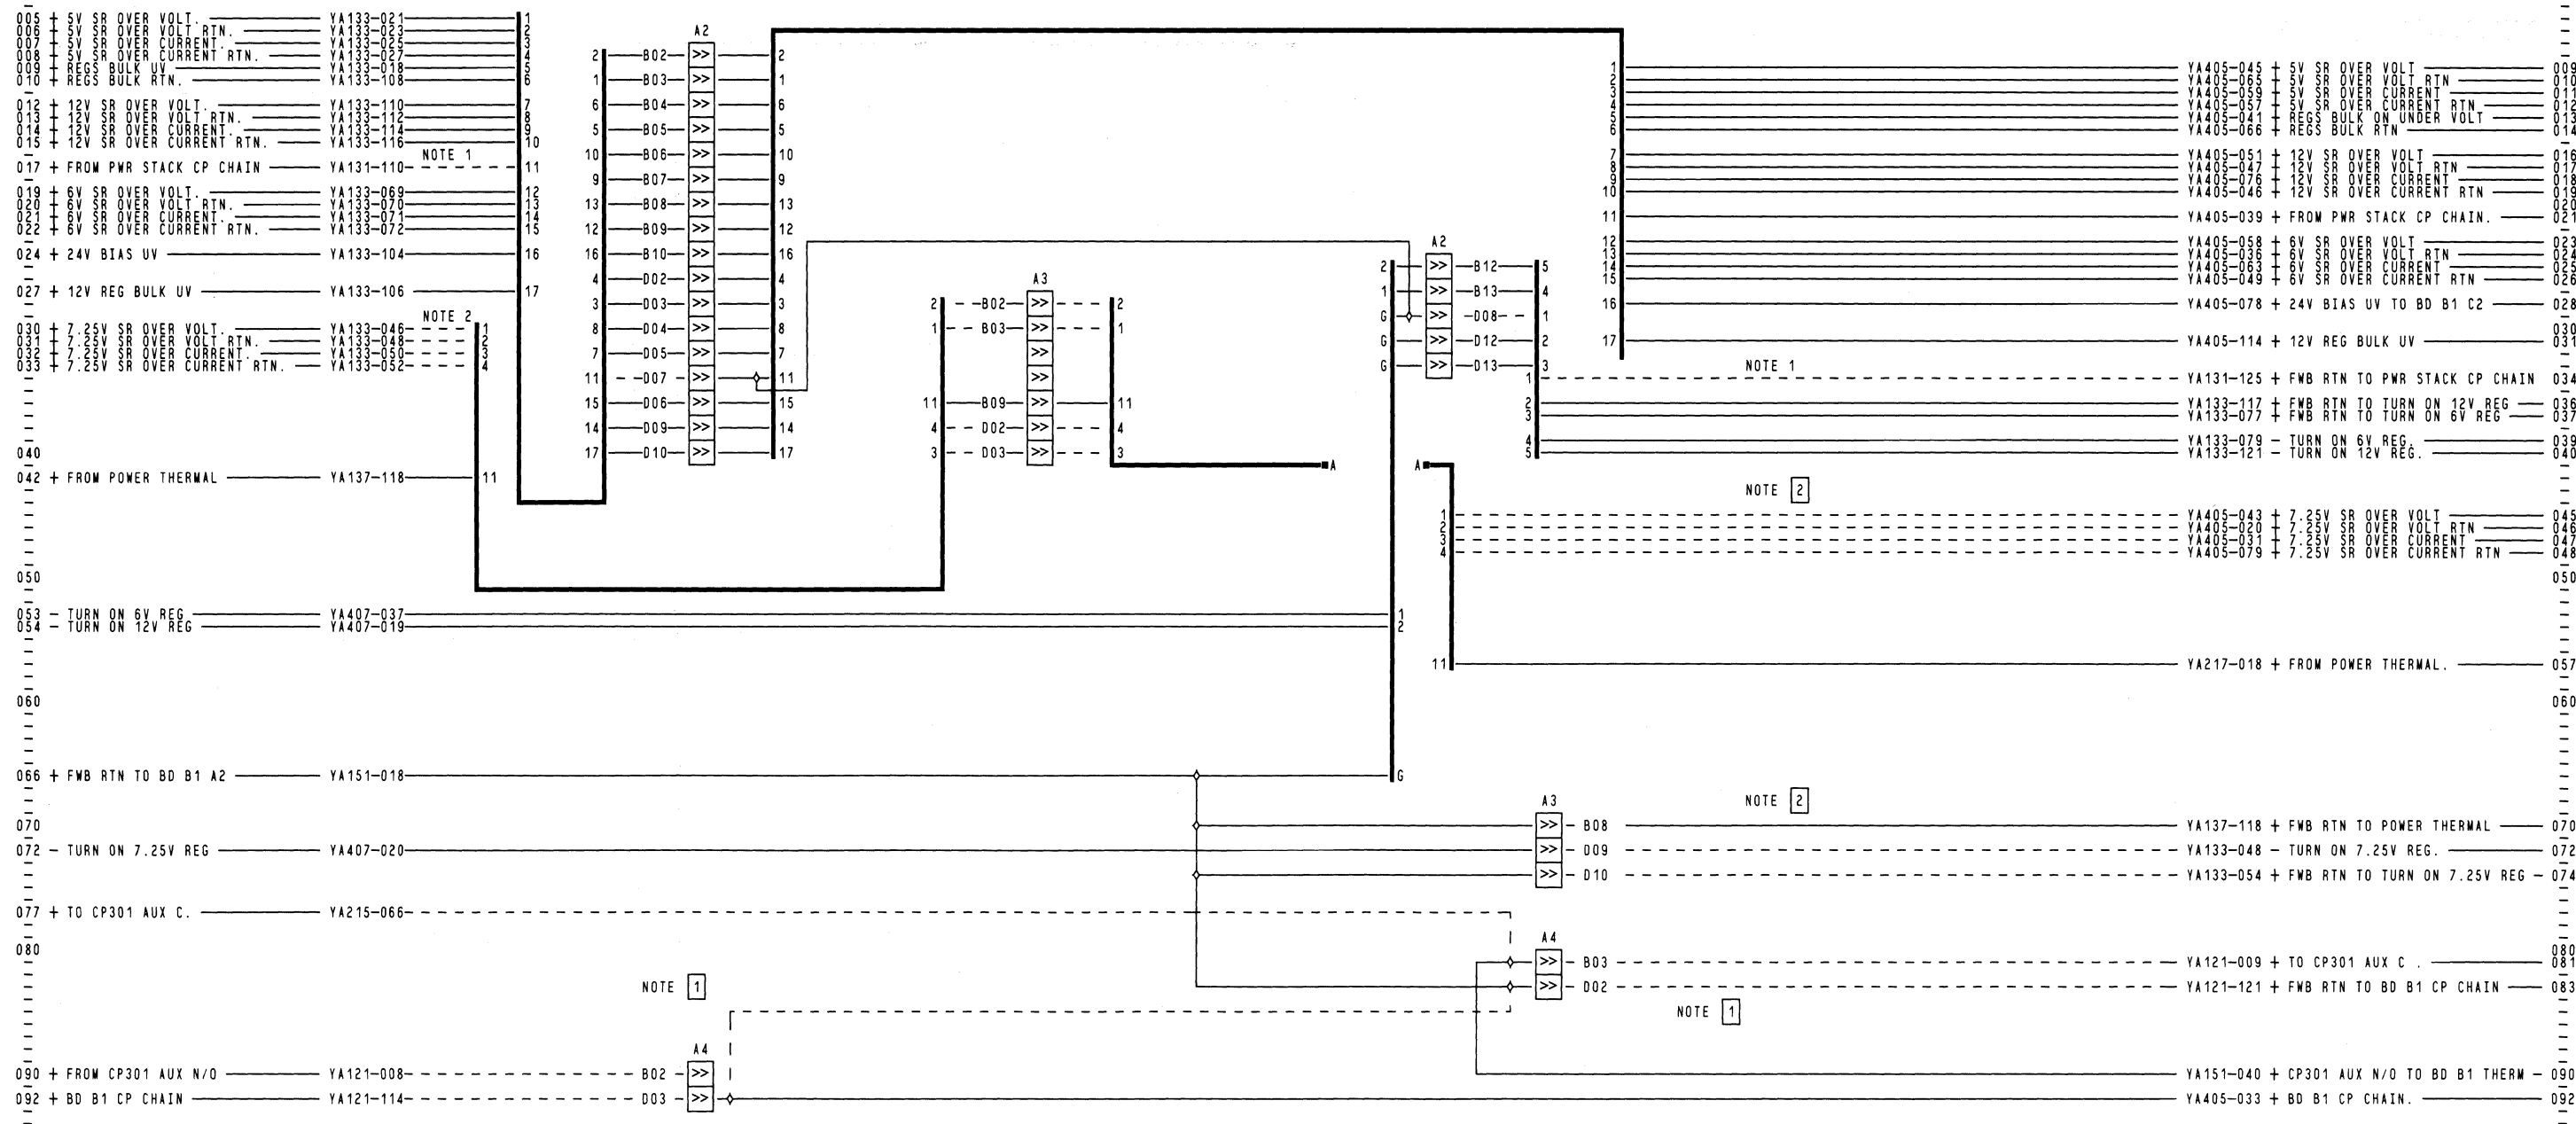 005 + 5V SR OVER VOLT. YA133-021 1
006 + 5V SR OVER VOLT RTN. YA133-023 2
007 + 5V SR OVER CURRENT. YA133-025 3
008 + 5V SR OVER CURRENT RTN. YA133-027 4
009 + REGS BULK UV YA133-018 5
010 + REGS BULK RTN. YA133-108 6
012 + 12V SR OVER VOLT. YA133-110 7
013 + 12V SR OVER VOLT RTN. YA133-112 8
014 + 12V SR OVER CURRENT. YA133-114 9
015 + 12V SR OVER CURRENT RTN. YA133-116 10
NOTE 1
017 + FROM PWR STACK CP CHAIN YA131-110 11
019 + 6V SR OVER VOLT. YA133-069 12
020 + 6V SR OVER VOLT RTN. YA133-070 13
021 + 6V SR OVER CURRENT. YA133-071 14
022 + 6V SR OVER CURRENT RTN. YA133-072 15
024 + 24V BIAS UV YA133-104 16
027 + 12V REG BULK UV YA133-106 17
NOTE 2
030 + 7.25V SR OVER VOLT. YA133-046 1
031 + 7.25V SR OVER VOLT RTN. YA133-048 2
032 + 7.25V SR OVER CURRENT. YA133-050 3
033 + 7.25V SR OVER CURRENT RTN. YA133-052 4
040
042 + FROM POWER THERMAL YA137-118 11
050
053 - TURN ON 6V REG YA407-037 1
054 - TURN ON 12V REG YA407-019 2
060
066 + FWB RTN TO BD B1 A2 YA151-018 G
070
072 - TURN ON 7.25V REG YA407-020
077 + TO CP301 AUX C. YA215-066
080
NOTE 1
A4
090 + FROM CP301 AUX N/O YA121-008 B02 >>
092 + BD B1 CP CHAIN YA121-114 D03 >>
A2
2 B02 >> 2
1 B03 >> 1
6 B04 >> 6
5 B05 >> 5
10 B06 >> 10
9 B07 >> 9
13 B08 >> 13
12 B09 >> 12
16 B10 >> 16
4 D02 >> 4
3 D03 >> 3
8 D04 >> 8
7 D05 >> 7
11 D07 >> 11
15 D06 >> 15
14 D09 >> 14
17 D10 >> 17
A3
2 B02 >> 2
1 B03 >> 1
>>
>>
11 B09 >> 11
4 D02 >> 4
3 D03 >> 3
A A
A2
2 >> B12 5
1 >> B13 4
G >> D08 1
G >> D12 2
G >> D13 3
1 YA405-045 + 5V SR OVER VOLT 009
2 YA405-065 + 5V SR OVER VOLT RTN 010
3 YA405-059 + 5V SR OVER CURRENT 011
4 YA405-057 + 5V SR OVER CURRENT RTN 012
5 YA405-041 + REGS BULK ON UNDER VOLT 013
6 YA405-066 + REGS BULK RTN 014
7 YA405-051 + 12V SR OVER VOLT 016
8 YA405-047 + 12V SR OVER VOLT RTN 017
9 YA405-076 + 12V SR OVER CURRENT 018
10 YA405-046 + 12V SR OVER CURRENT RTN 019
020
11 YA405-039 + FROM PWR STACK CP CHAIN. 021
12 YA405-058 + 6V SR OVER VOLT 023
13 YA405-036 + 6V SR OVER VOLT RTN 024
14 YA405-063 + 6V SR OVER CURRENT 025
15 YA405-049 + 6V SR OVER CURRENT RTN 026
16 YA405-078 + 24V BIAS UV TO BD B1 C2 028
030
17 YA405-114 + 12V REG BULK UV 031
NOTE 1
1 YA131-125 + FWB RTN TO PWR STACK CP CHAIN 034
2 YA133-117 + FWB RTN TO TURN ON 12V REG 036
3 YA133-077 + FWB RTN TO TURN ON 6V REG 037
4 YA133-079 - TURN ON 6V REG. 039
5 YA133-121 - TURN ON 12V REG. 040
NOTE 2
1 YA405-043 + 7.25V SR OVER VOLT 045
2 YA405-020 + 7.25V SR OVER VOLT RTN 046
3 YA405-031 + 7.25V SR OVER CURRENT 047
4 YA405-079 + 7.25V SR OVER CURRENT RTN 048
050
11 YA217-018 + FROM POWER THERMAL. 057
060
A3 NOTE 2
>> B08 YA137-118 + FWB RTN TO POWER THERMAL 070
>> D09 YA133-048 - TURN ON 7.25V REG. 072
>> D10 YA133-054 + FWB RTN TO TURN ON 7.25V REG 074
A4
080
>> B03 YA121-009 + TO CP301 AUX C . 081
>> D02 YA121-121 + FWB RTN TO BD B1 CP CHAIN 083
NOTE 1
YA151-040 + CP301 AUX N/O TO BD B1 THERM 090
YA405-033 + BD B1 CP CHAIN. 092